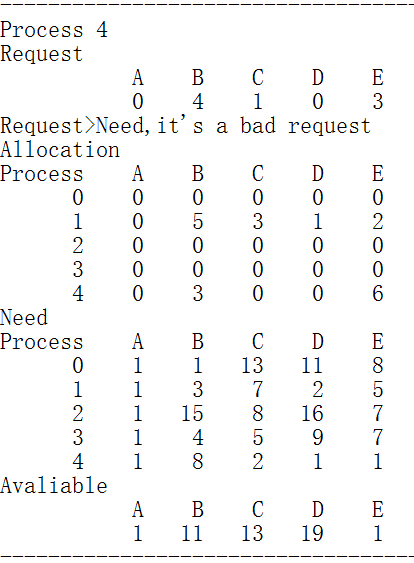 Process 4
Request
A B C D E
0 4 1 0 3
Request>Need,it's a bad request
Allocation
Process A B C D E
0 0 0 0 0 0
1 0 5 3 1 2
2 0 0 0 0 0
3 0 0 0 0 0
4 0 3 0 0 6
Need
Process A B C D E
0 1 1 13 11 8
1 1 3 7 2 5
2 1 15 8 16 7
3 1 4 5 9 7
4 1 8 2 1 1
Avaliable
A B C D E
1 11 13 19 1